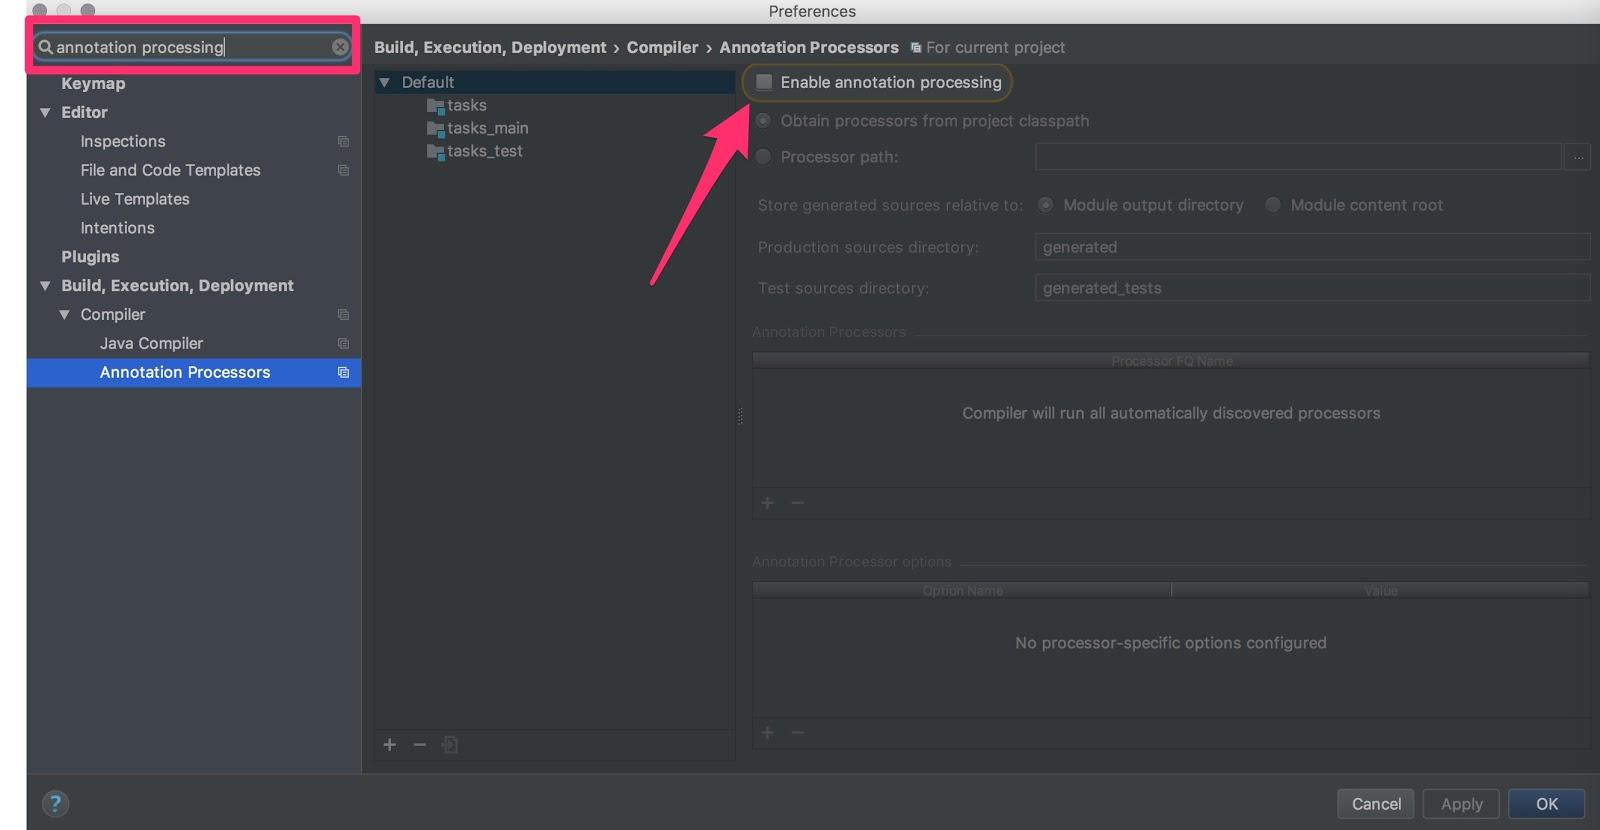 Preferences
annotation processing
Keymap
Editor
Inspections
File and Code Templates
Live Templates
Intentions
Plugins
Build, Execution, Deployment
Compiler
Java Compiler
Annotation Processors
Build, Execution, Deployment › Compiler › Annotation Processors For current project
Default
tasks
tasks_main
tasks_test
Enable annotation processing
Obtain processors from project classpath
Processor path:
...
Store generated sources relative to: Module output directory Module content root
Production sources directory: generated
Test sources directory: generated_tests
Annotation Processors
Processor FQ Name
Compiler will run all automatically discovered processors
Annotation Processor options
Option Name Value
No processor-specific options configured
? Cancel Apply OK